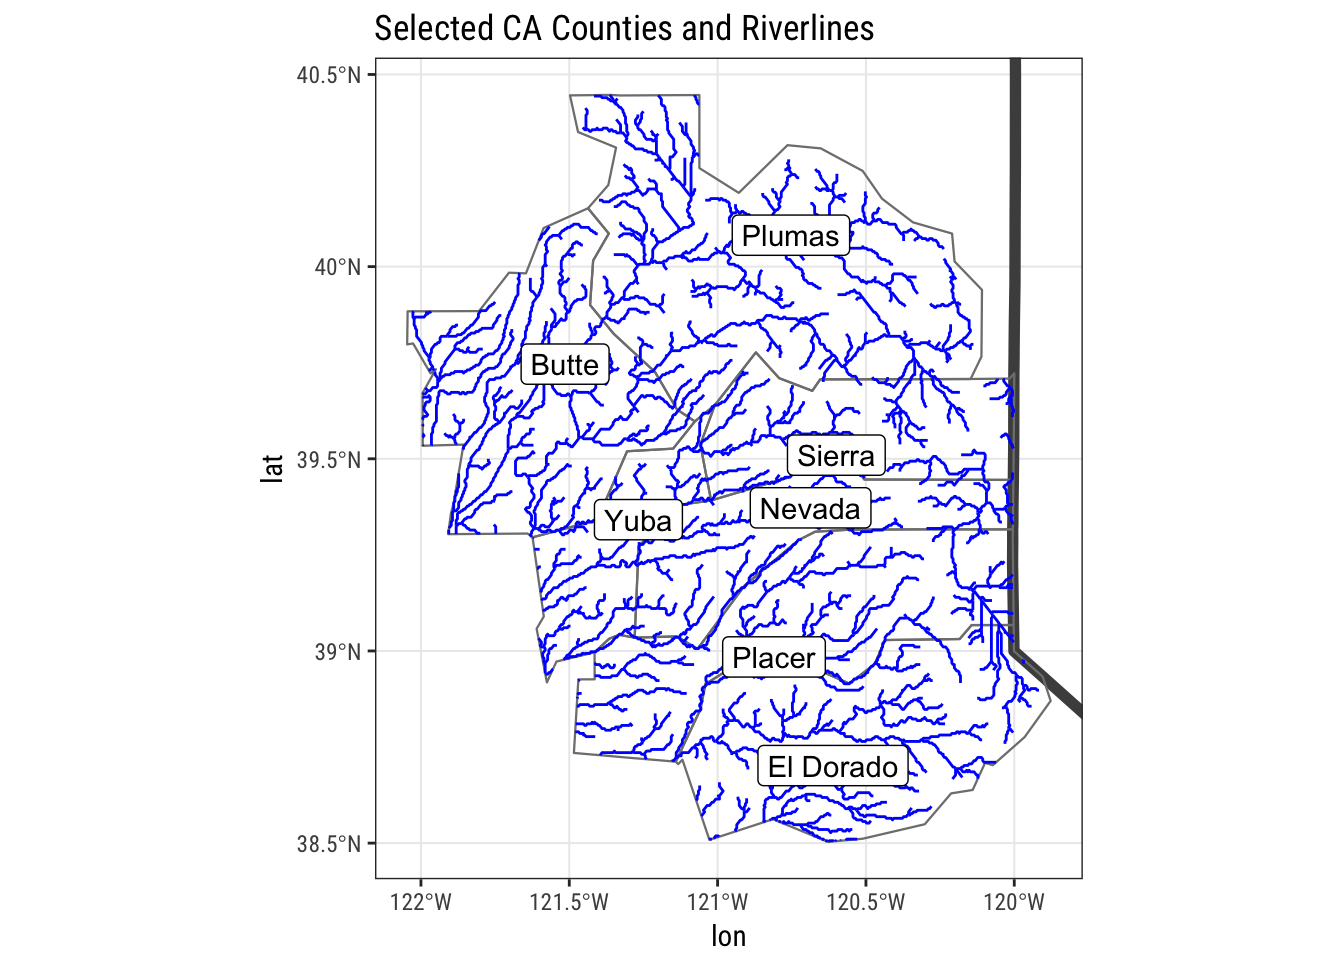 Selected CA Counties and Riverlines
40.5°N
40°N
39.5°N
39°N
38.5°N
lat
Plumas
Butte
Sierra
Nevada
Yuba
Placer
El Dorado
122°W
121.5°W
121°W
120.5°W
120°W
lon